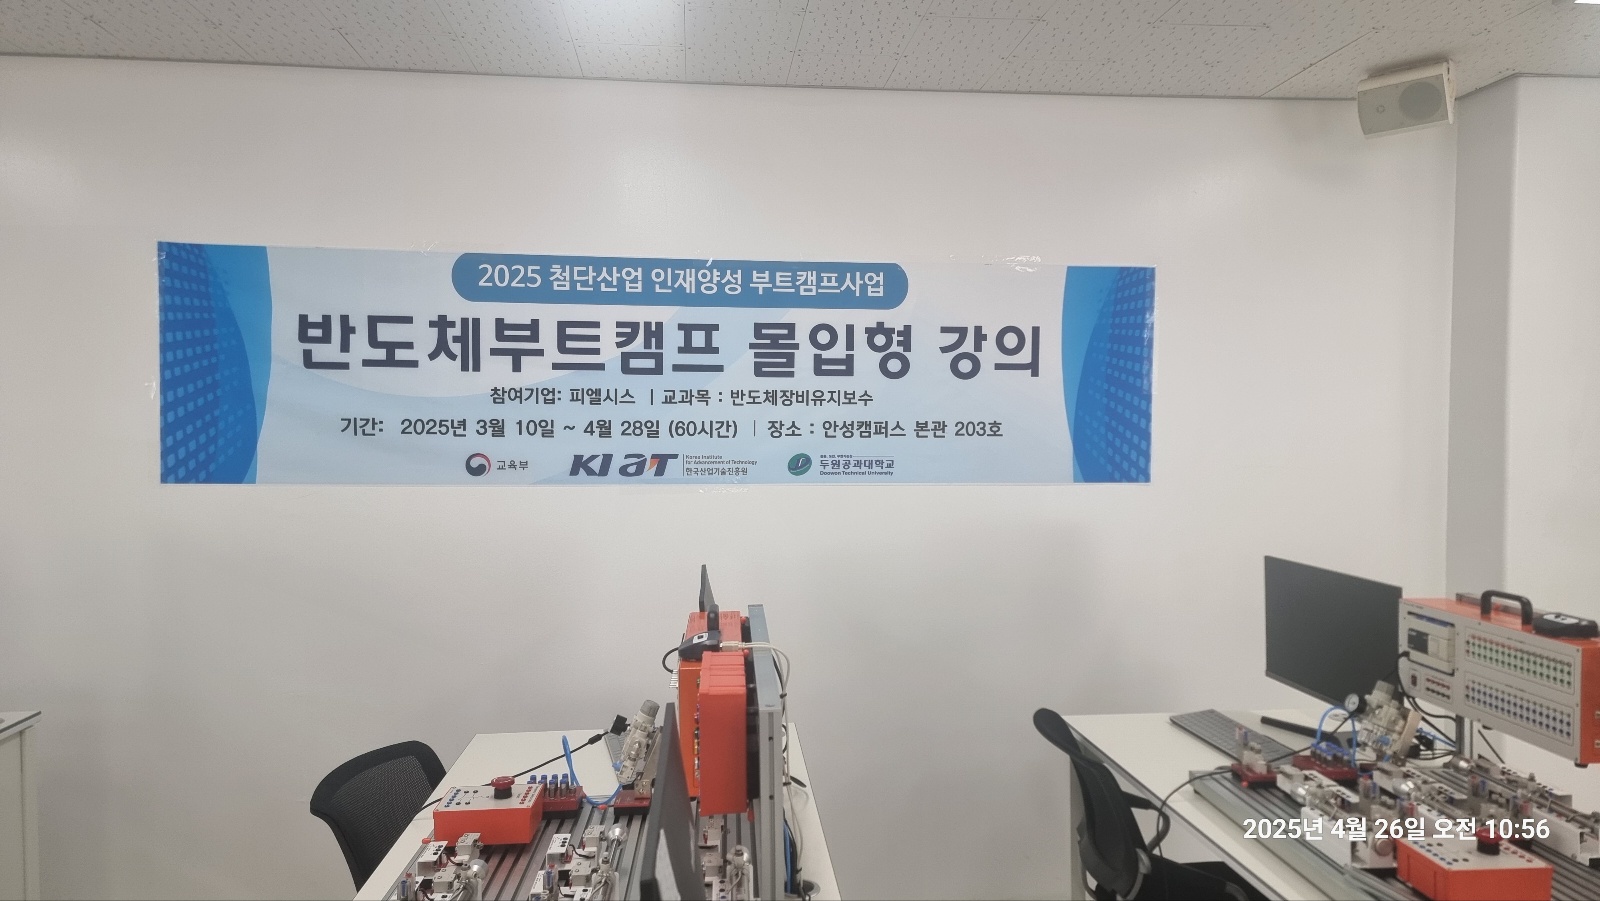 2025 첨단산업 인재양성 부트캠프사업
반도체부트캠프 몰입형 강의
참여기업: 피엘시스 | 교과목 : 반도체장비유지보수
기간: 2025년 3월 10일 ~ 4월 28일 (60시간) | 장소 : 안성캠퍼스 본관 203호
교육부
KIAT
Korea Institute
for Advancement of Technology
한국산업기술진흥원
두원공과대학교
Doowon Technical University
2025년 4월 26일 오전 10:56